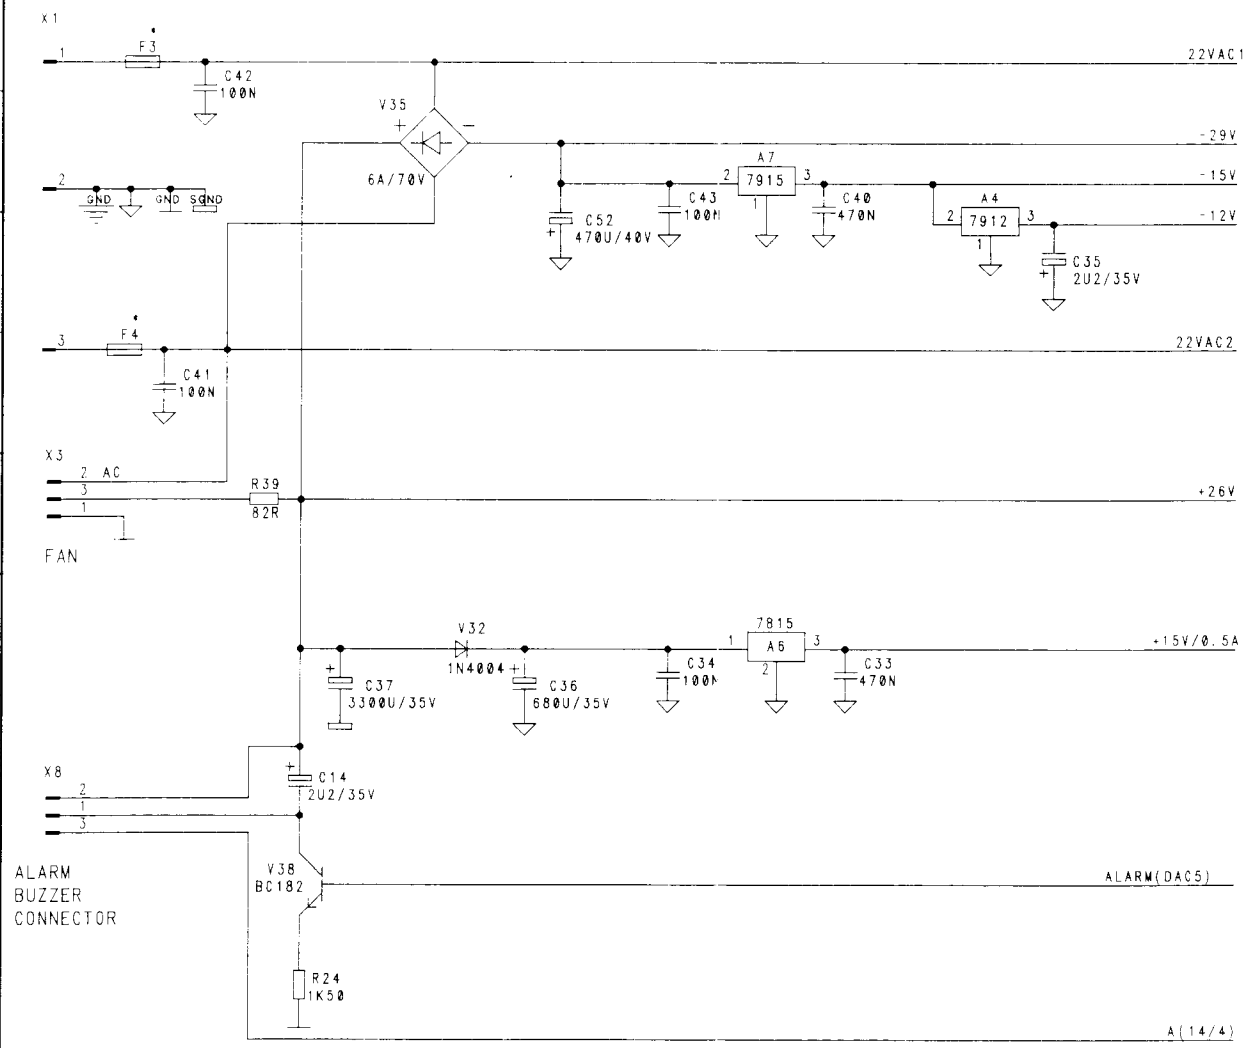 X1
1
F3
*
C42
100N
22VAC1
V35
+
-
6A/70V
-29V
2
GND
GND
SGND
A7
2
7915
3
1
-15V
C52
+
470U/40V
C43
100N
C40
470N
A4
2
7912
3
1
-12V
C35
+
2U2/35V
3
F4
*
22VAC2
C41
100N
X3
2 AC
3
1
R39
82R
+26V
FAN
V32
1N4004
+
C37
3300U/35V
+
C36
680U/35V
C34
100N
7815
1
A6
3
2
C33
470N
+15V/0.5A
X8
2
1
3
+
C14
2U2/35V
ALARM
BUZZER
CONNECTOR
V38
BC182
ALARM(DAC5)
R24
1K50
A(14/4)